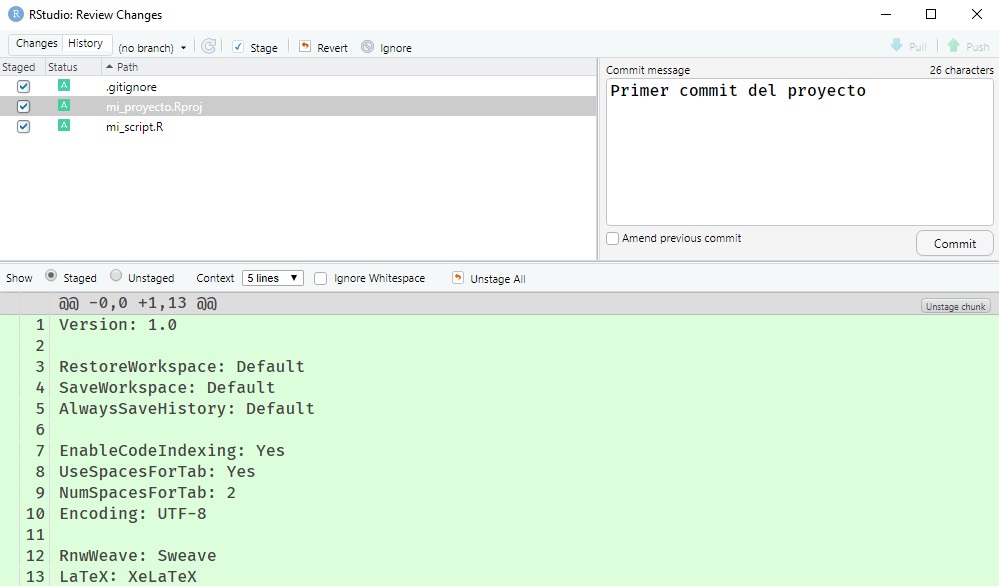 R RStudio: Review Changes
Changes History (no branch) Stage Revert Ignore Pull Push
Staged Status Path
A .gitignore
A mi_proyecto.Rproj
A mi_script.R
Commit message 26 characters
Primer commit del proyecto
Amend previous commit Commit
Show Staged Unstaged Context 5 lines Ignore Whitespace Unstage All
@@ -0,0 +1,13 @@ Unstage chunk
1 Version: 1.0
2
3 RestoreWorkspace: Default
4 SaveWorkspace: Default
5 AlwaysSaveHistory: Default
6
7 EnableCodeIndexing: Yes
8 UseSpacesForTab: Yes
9 NumSpacesForTab: 2
10 Encoding: UTF-8
11
12 RnwWeave: Sweave
13 LaTeX: XeLaTeX